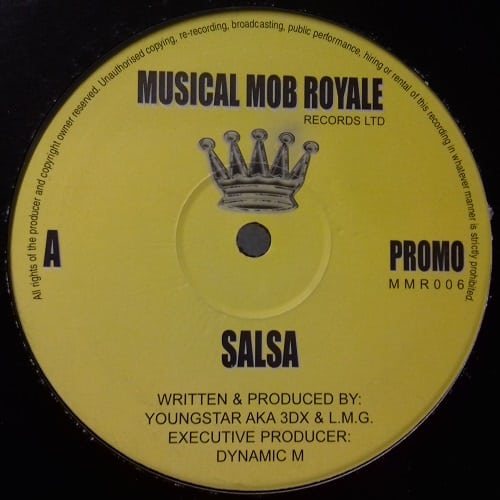 All rights of the producer and copyright owner reserved. Unauthorised copying, re-recording, broadcasting, public performance, hiring or rental of this recording in whatever manner is strictly prohibited.
MUSICAL MOB ROYALE
RECORDS LTD
A
PROMO
MMR006
SALSA
WRITTEN & PRODUCED BY:
YOUNGSTAR AKA 3DX & L.M.G.
EXECUTIVE PRODUCER:
DYNAMIC M